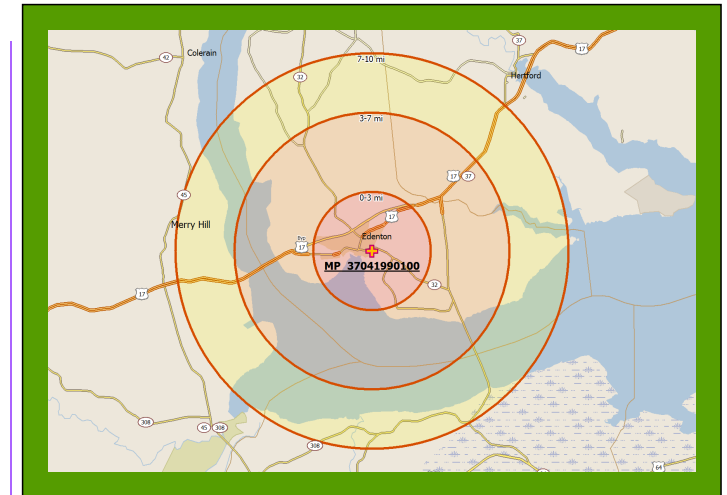 37
17
Colerain
42
7-10 mi
32
Hertford
3-7 mi
17 37
45
0-3 mi
17
Merry Hill
Edenton
17
MP_37041990100
32
17
308
45 308
308
64